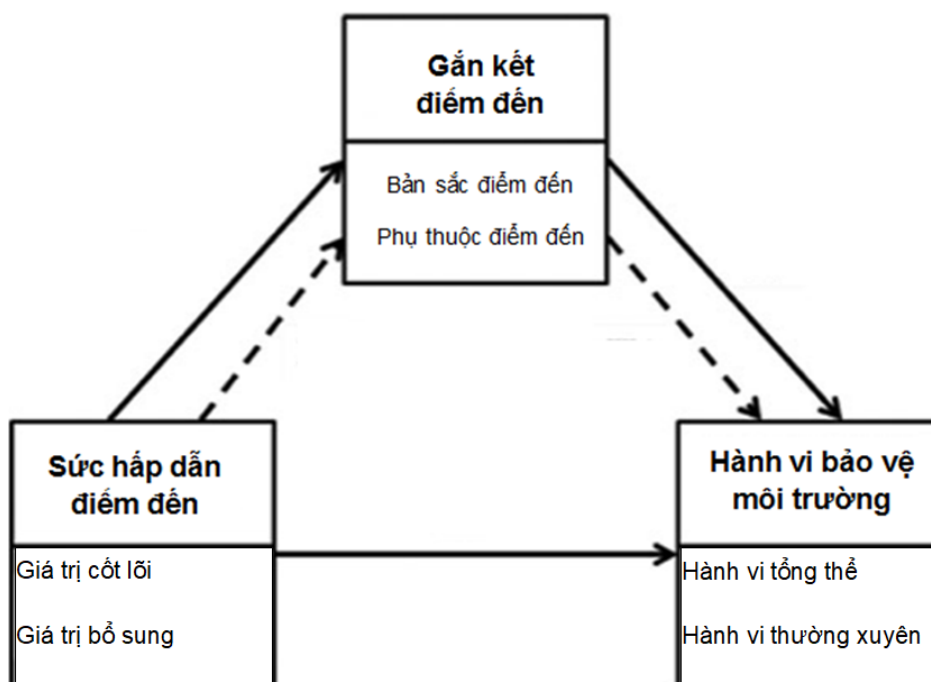 Gắn kết
điểm đến
Bản sắc điểm đến
Phụ thuộc điểm đến
Sức hấp dẫn
điểm đến
Giá trị cốt lõi
Giá trị bổ sung
Hành vi bảo vệ
môi trường
Hành vi tổng thể
Hành vi thường xuyên